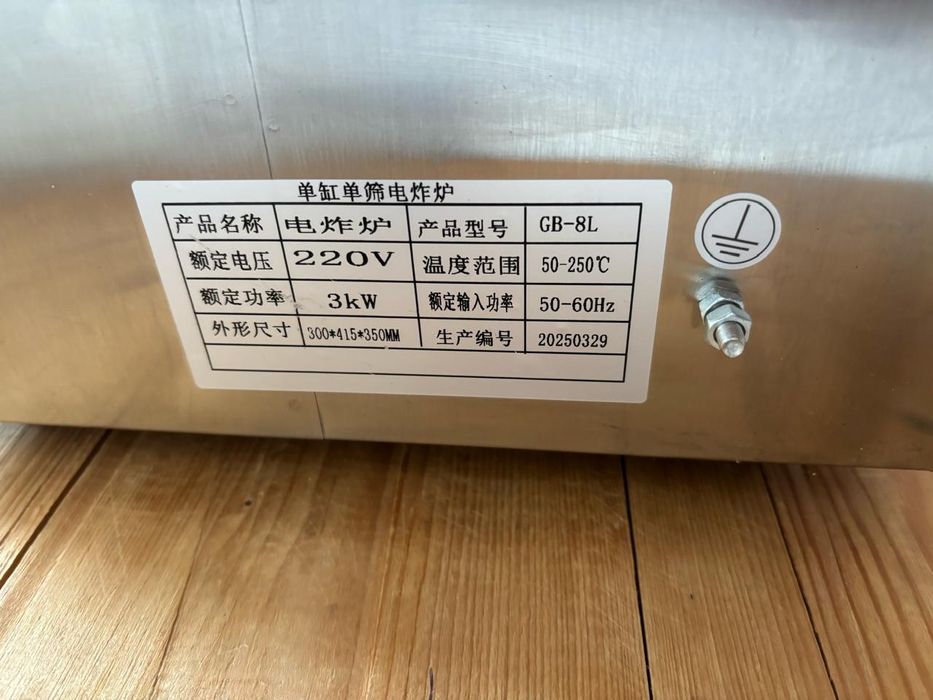 单缸单筛电炸炉
产品名称 电炸炉 产品型号 GB-8L
额定电压 220V 温度范围 50-250℃
额定功率 3kW 额定输入功率 50-60Hz
外形尺寸 300*415*350MM 生产编号 20250329